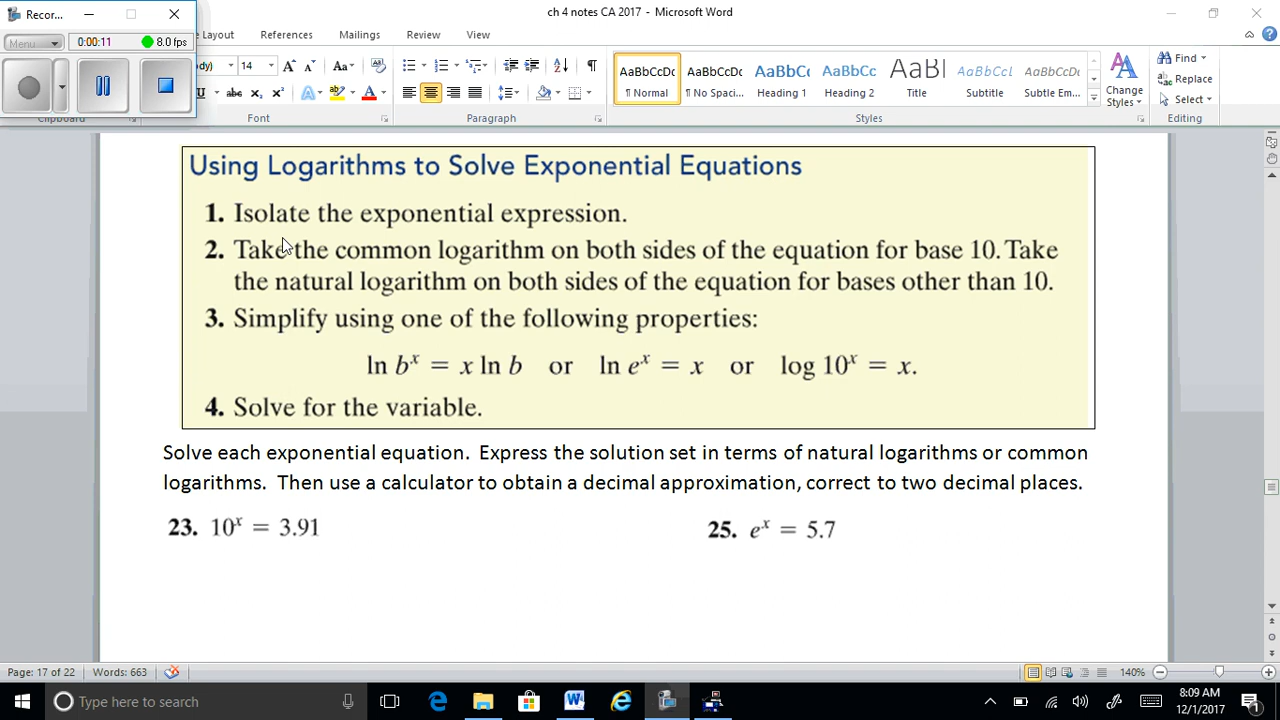 Recor...
ch 4 notes CA 2017 - Microsoft Word
Menu
0:00:11
8.0 fps
Layout References Mailings Review View
14 Aa
AaBbCcDc AaBbCcDc AaBbCc AaBbCc AaBl AaBbCcL AaBbCcDc
¶ Normal ¶ No Spaci... Heading 1 Heading 2 Title Subtitle Subtle Em...
Change Styles
Find
Replace
Select
Clipboard Font Paragraph Styles Editing
Using Logarithms to Solve Exponential Equations
1. Isolate the exponential expression.
2. Take the common logarithm on both sides of the equation for base 10. Take
the natural logarithm on both sides of the equation for bases other than 10.
3. Simplify using one of the following properties:
ln bˣ = x ln b or ln eˣ = x or log 10ˣ = x.
4. Solve for the variable.
Solve each exponential equation. Express the solution set in terms of natural logarithms or common
logarithms. Then use a calculator to obtain a decimal approximation, correct to two decimal places.
23. 10ˣ = 3.91 25. eˣ = 5.7
Page: 17 of 22 Words: 663 140%
Type here to search
8:09 AM
12/1/2017